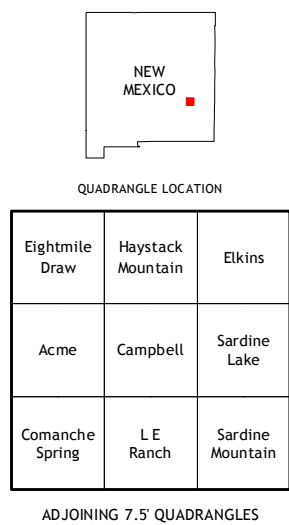 NEW
MEXICO
QUADRANGLE LOCATION
Eightmile
Draw
Haystack
Mountain
Elkins
Acme
Campbell
Sardine
Lake
Comanche
Spring
L E
Ranch
Sardine
Mountain
ADJOINING 7.5' QUADRANGLES